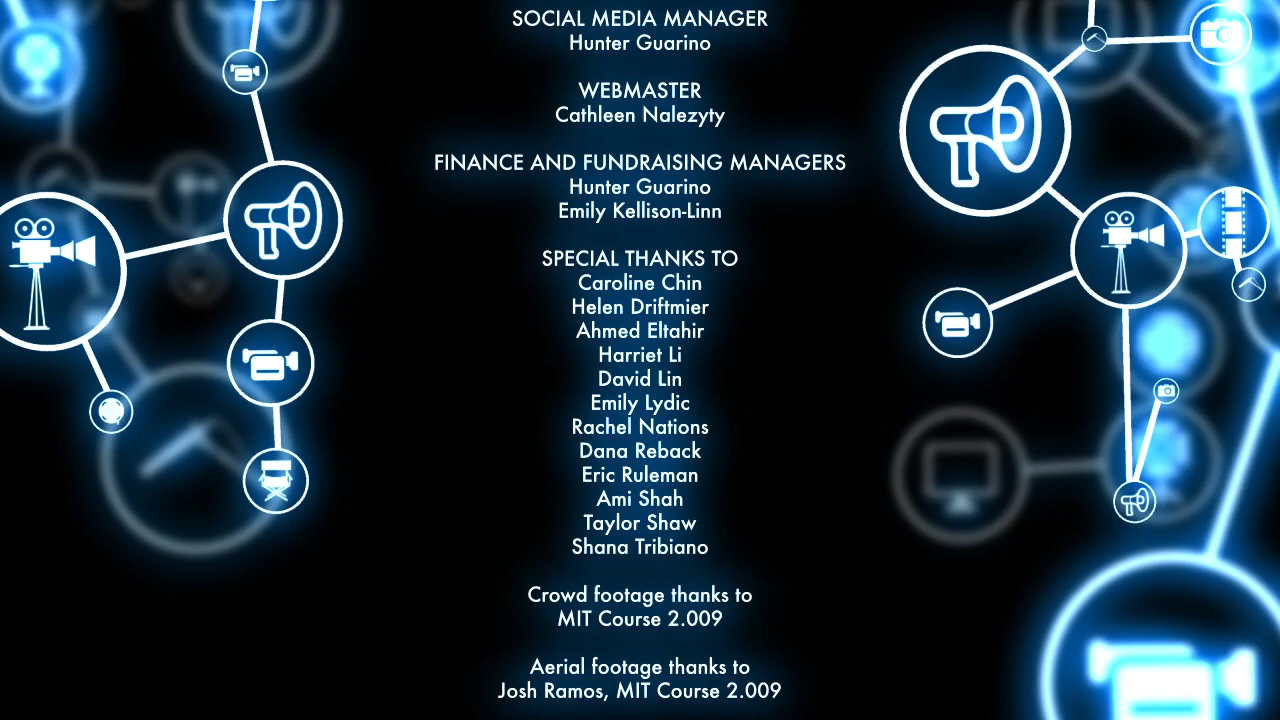 SOCIAL MEDIA MANAGER
Hunter Guarino
WEBMASTER
Cathleen Nalezyty
FINANCE AND FUNDRAISING MANAGERS
Hunter Guarino
Emily Kellison-Linn
SPECIAL THANKS TO
Caroline Chin
Helen Driftmier
Ahmed Eltahir
Harriet Li
David Lin
Emily Lydic
Rachel Nations
Dana Reback
Eric Ruleman
Ami Shah
Taylor Shaw
Shana Tribiano
Crowd footage thanks to
MIT Course 2.009
Aerial footage thanks to
Josh Ramos, MIT Course 2.009